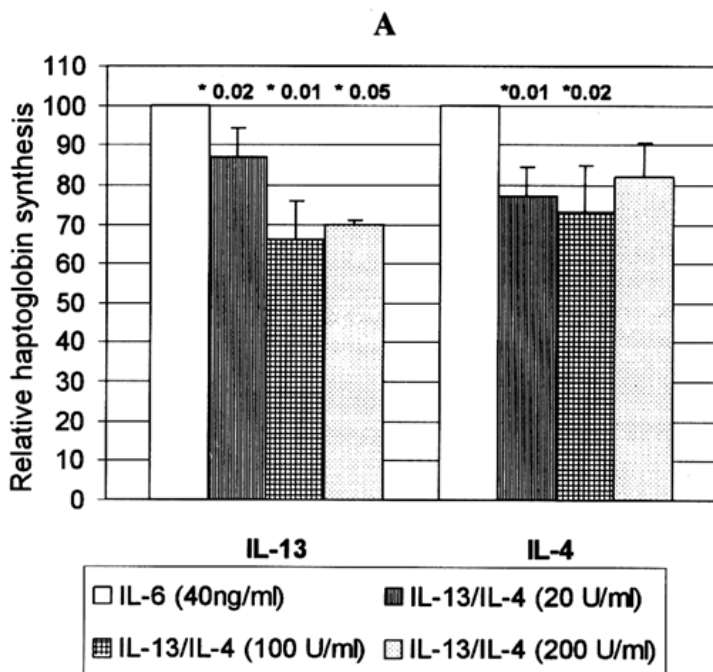 A
Relative haptoglobin synthesis
110
100
90
80
70
60
50
40
30
20
10
0
* 0.02 * 0.01 * 0.05 *0.01 *0.02
IL-13 IL-4
IL-6 (40ng/ml) IL-13/IL-4 (20 U/ml)
IL-13/IL-4 (100 U/ml) IL-13/IL-4 (200 U/ml)